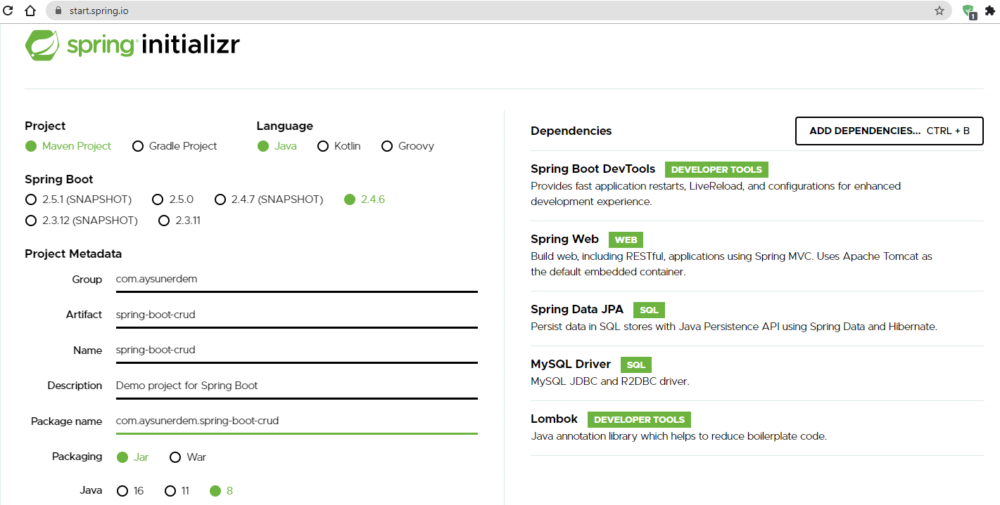 start.spring.io
1
spring initializr
Project
Maven Project Gradle Project
Language
Java Kotlin Groovy
Spring Boot
2.5.1 (SNAPSHOT) 2.5.0 2.4.7 (SNAPSHOT) 2.4.6
2.3.12 (SNAPSHOT) 2.3.11
Project Metadata
Group com.aysunerdem
Artifact spring-boot-crud
Name spring-boot-crud
Description Demo project for Spring Boot
Package name com.aysunerdem.spring-boot-crud
Packaging Jar War
Java 16 11 8
Dependencies ADD DEPENDENCIES... CTRL + B
Spring Boot DevTools DEVELOPER TOOLS
Provides fast application restarts, LiveReload, and configurations for enhanced
development experience.
Spring Web WEB
Build web, including RESTful, applications using Spring MVC. Uses Apache Tomcat as
the default embedded container.
Spring Data JPA SQL
Persist data in SQL stores with Java Persistence API using Spring Data and Hibernate.
MySQL Driver SQL
MySQL JDBC and R2DBC driver.
Lombok DEVELOPER TOOLS
Java annotation library which helps to reduce boilerplate code.